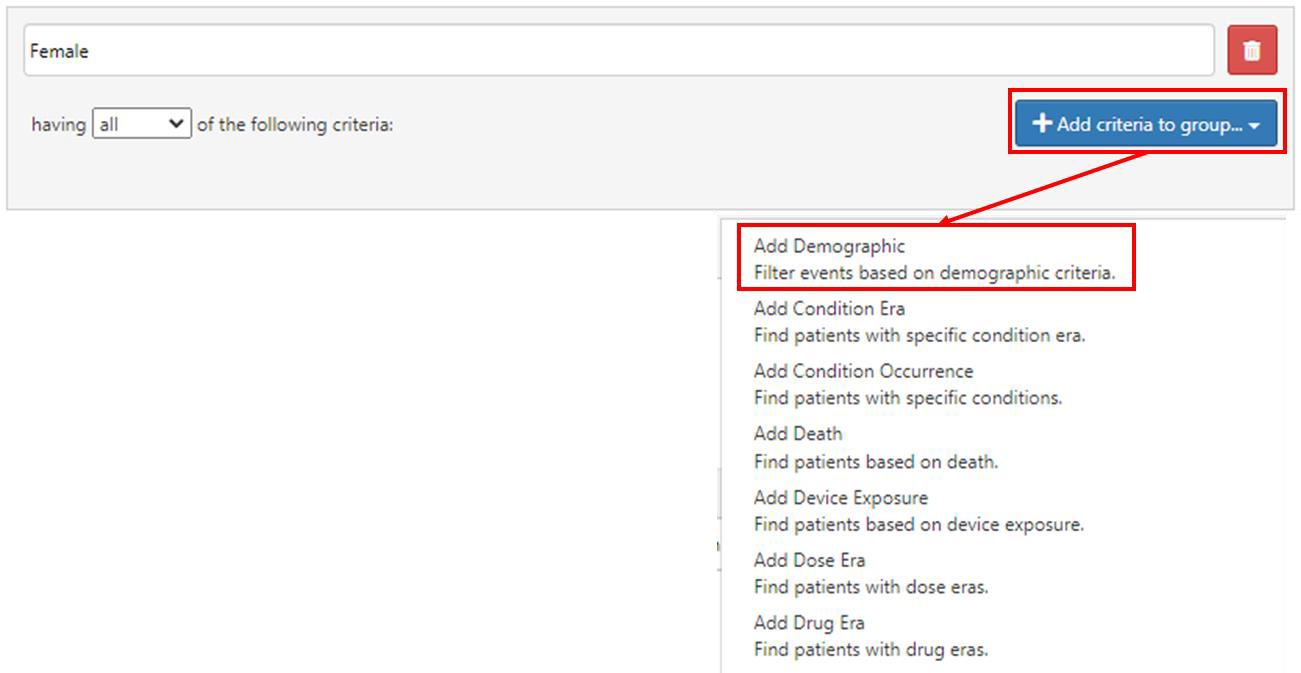 Female
having all of the following criteria:
Add criteria to group...
Add Demographic
Filter events based on demographic criteria.
Add Condition Era
Find patients with specific condition era.
Add Condition Occurrence
Find patients with specific conditions.
Add Death
Find patients based on death.
Add Device Exposure
Find patients based on device exposure.
Add Dose Era
Find patients with dose eras.
Add Drug Era
Find patients with drug eras.